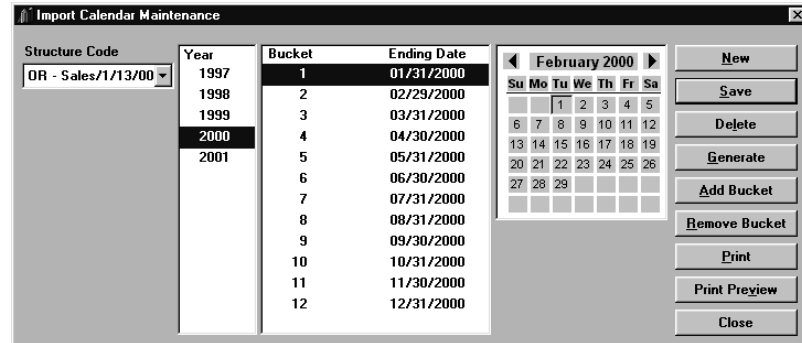 Import Calendar Maintenance
Structure Code
OR - Sales/1/13/00
Year
1997
1998
1999
2000
2001
Bucket Ending Date
1 01/31/2000
2 02/29/2000
3 03/31/2000
4 04/30/2000
5 05/31/2000
6 06/30/2000
7 07/31/2000
8 08/31/2000
9 09/30/2000
10 10/31/2000
11 11/30/2000
12 12/31/2000
February 2000
Su Mo Tu We Th Fr Sa
1 2 3 4 5
6 7 8 9 10 11 12
13 14 15 16 17 18 19
20 21 22 23 24 25 26
27 28 29
New
Save
Delete
Generate
Add Bucket
Remove Bucket
Print
Print Preview
Close